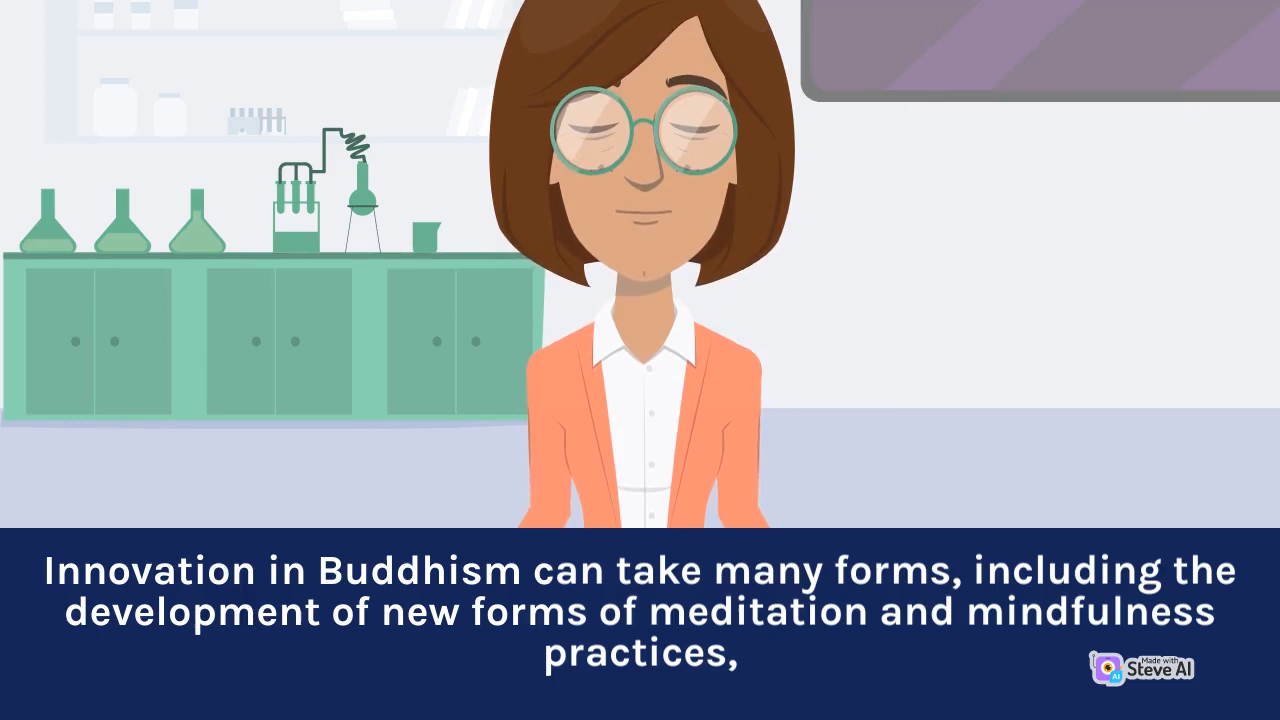 Innovation in Buddhism can take many forms, including the
development of new forms of meditation and mindfulness
practices,
Made with
Steve AI
AI